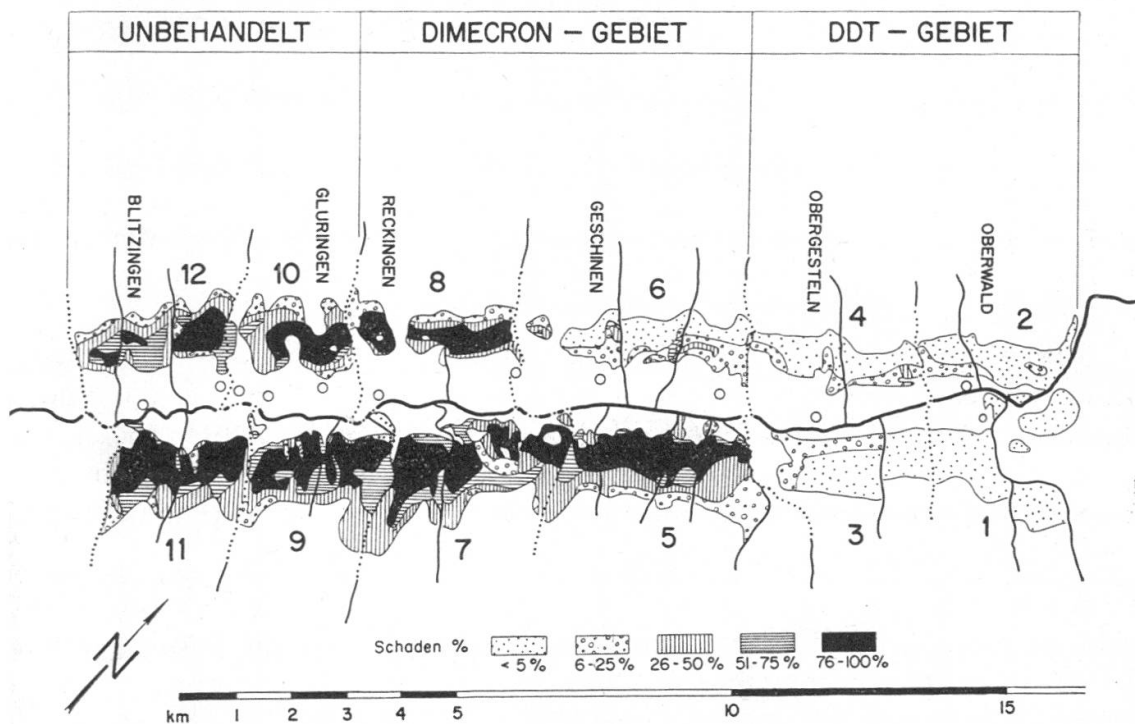 UNBEHANDELT DIMECRON – GEBIET DDT – GEBIET
BLITZINGEN GLURINGEN RECKINGEN GESCHINEN OBERGESTELN OBERWALD
12 10 8 6 4 2
11 9 7 5 3 1
N
Schaden % < 5% 6-25% 26-50% 51-75% 76-100%
km 1 2 3 4 5 10 15